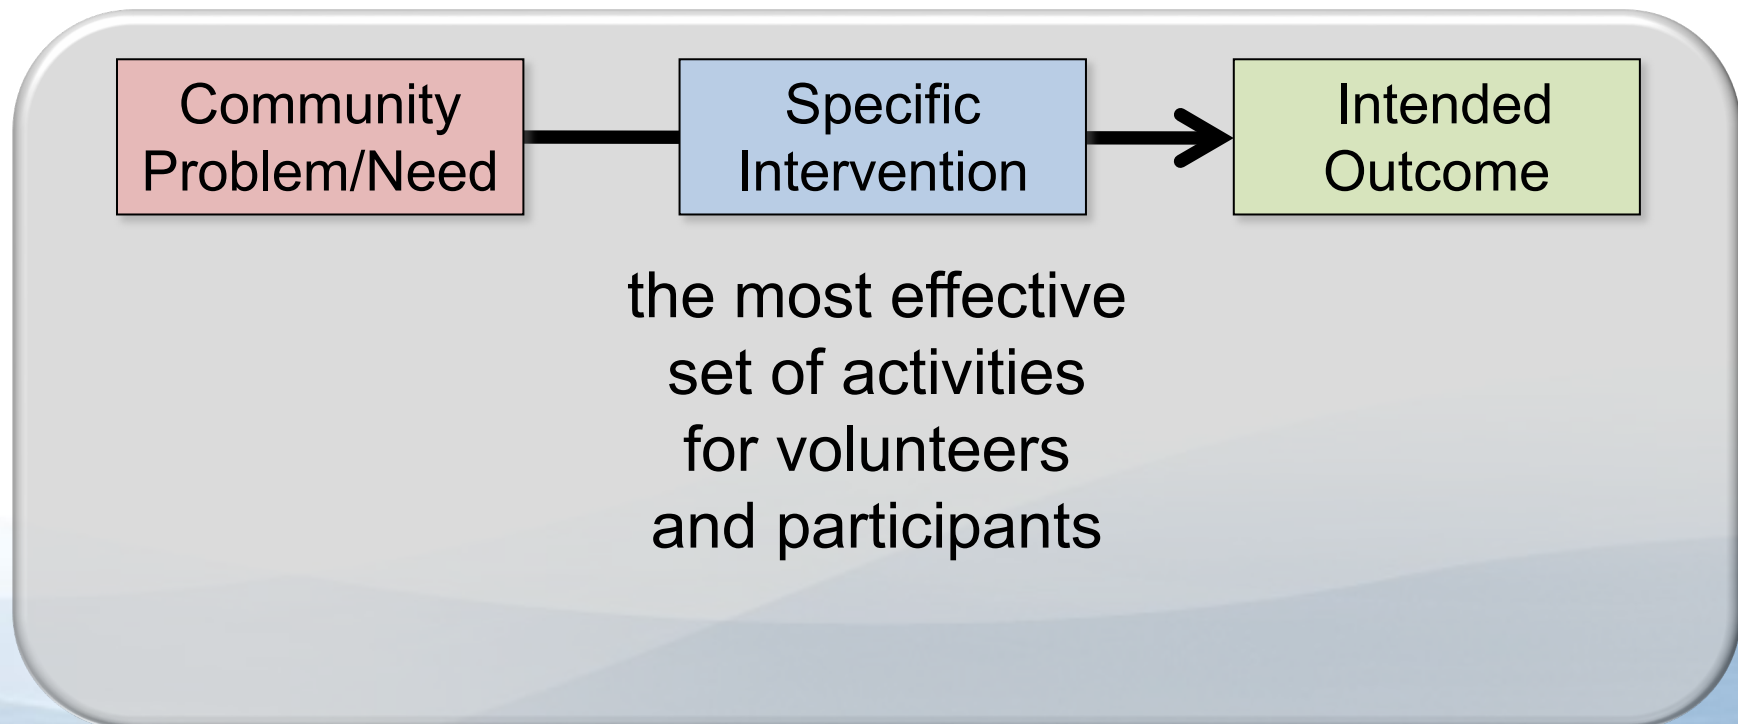 Community
Problem/Need
Specific
Intervention
Intended
Outcome
the most effective
set of activities
for volunteers
and participants